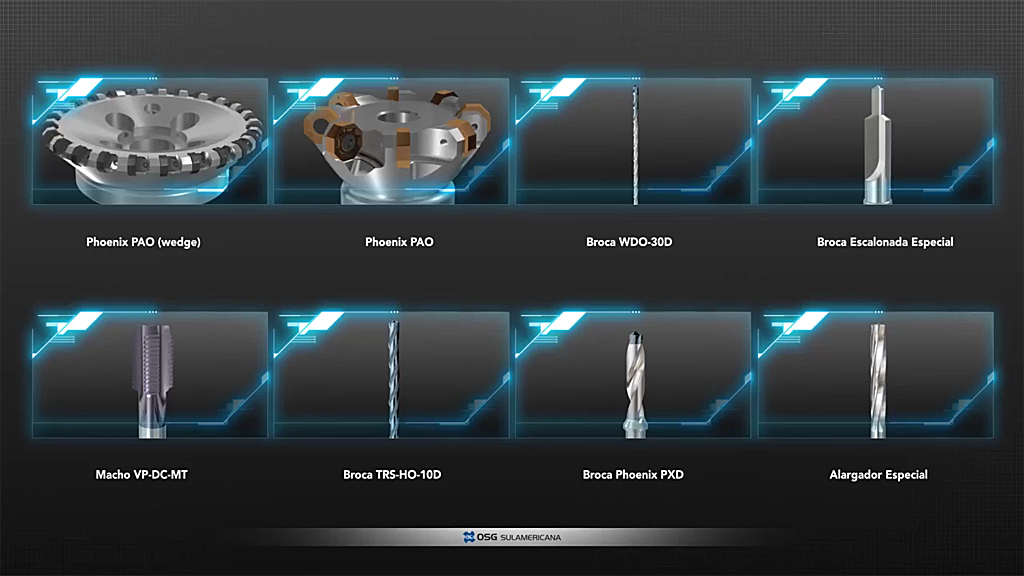 Phoenix PAO (wedge)
Phoenix PAO
Broca WDO-30D
Broca Escalonada Especial
Macho VP-DC-MT
Broca TRS-HO-10D
Broca Phoenix PXD
Alargador Especial
OSG SULAMERICANA